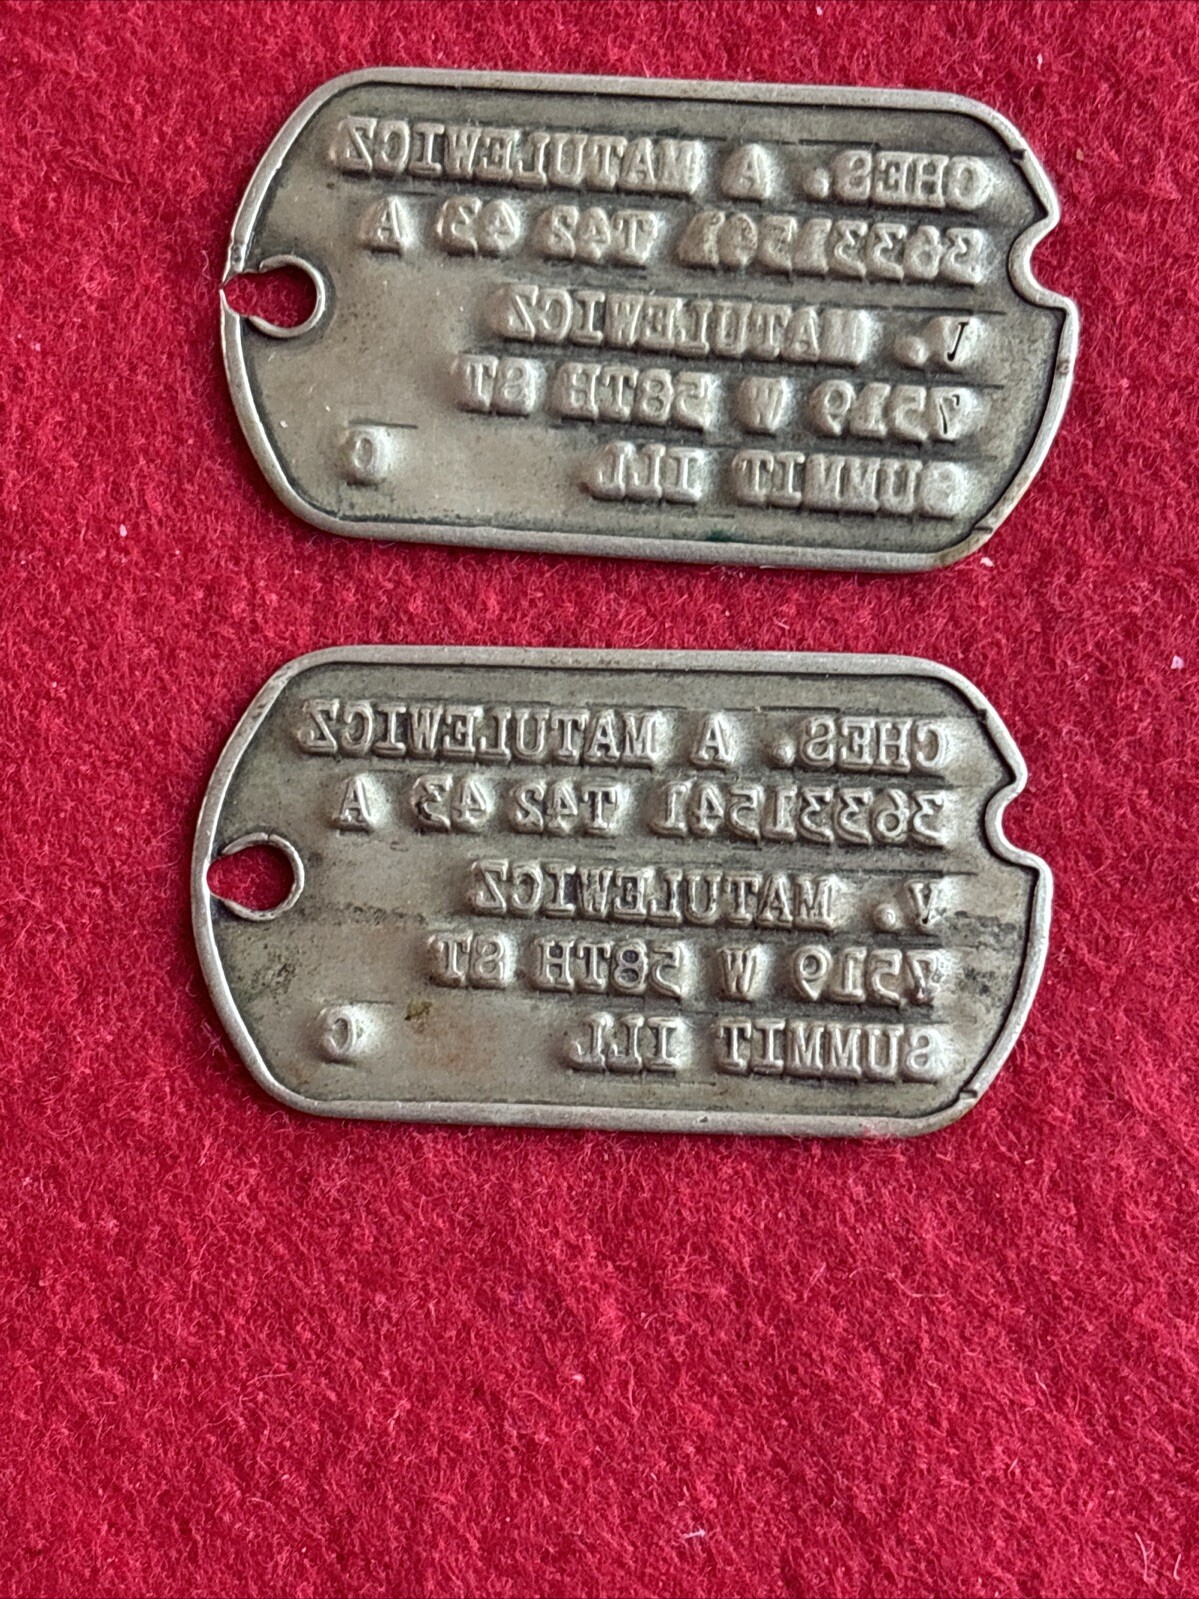 CHES. A MATULEWICZ
36331541 T42 43 A
V. MATULEWICZ
7519 W 58TH ST
SUMMIT ILL C
CHES. A MATULEWICZ
36331541 T42 43 A
V. MATULEWICZ
7519 W 58TH ST
SUMMIT ILL C